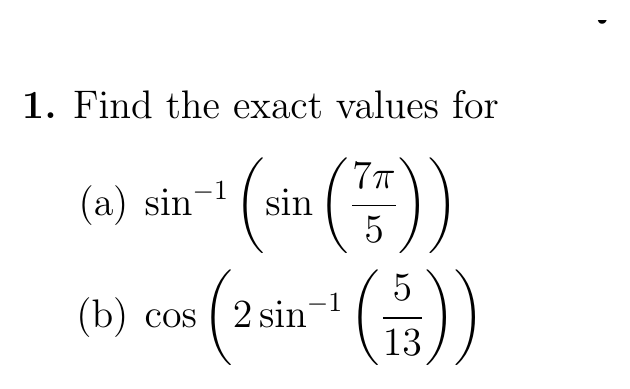 1. Find the exact values for
(a) sin⁻¹(sin(7π/5))
(b) cos(2 sin⁻¹(5/13))